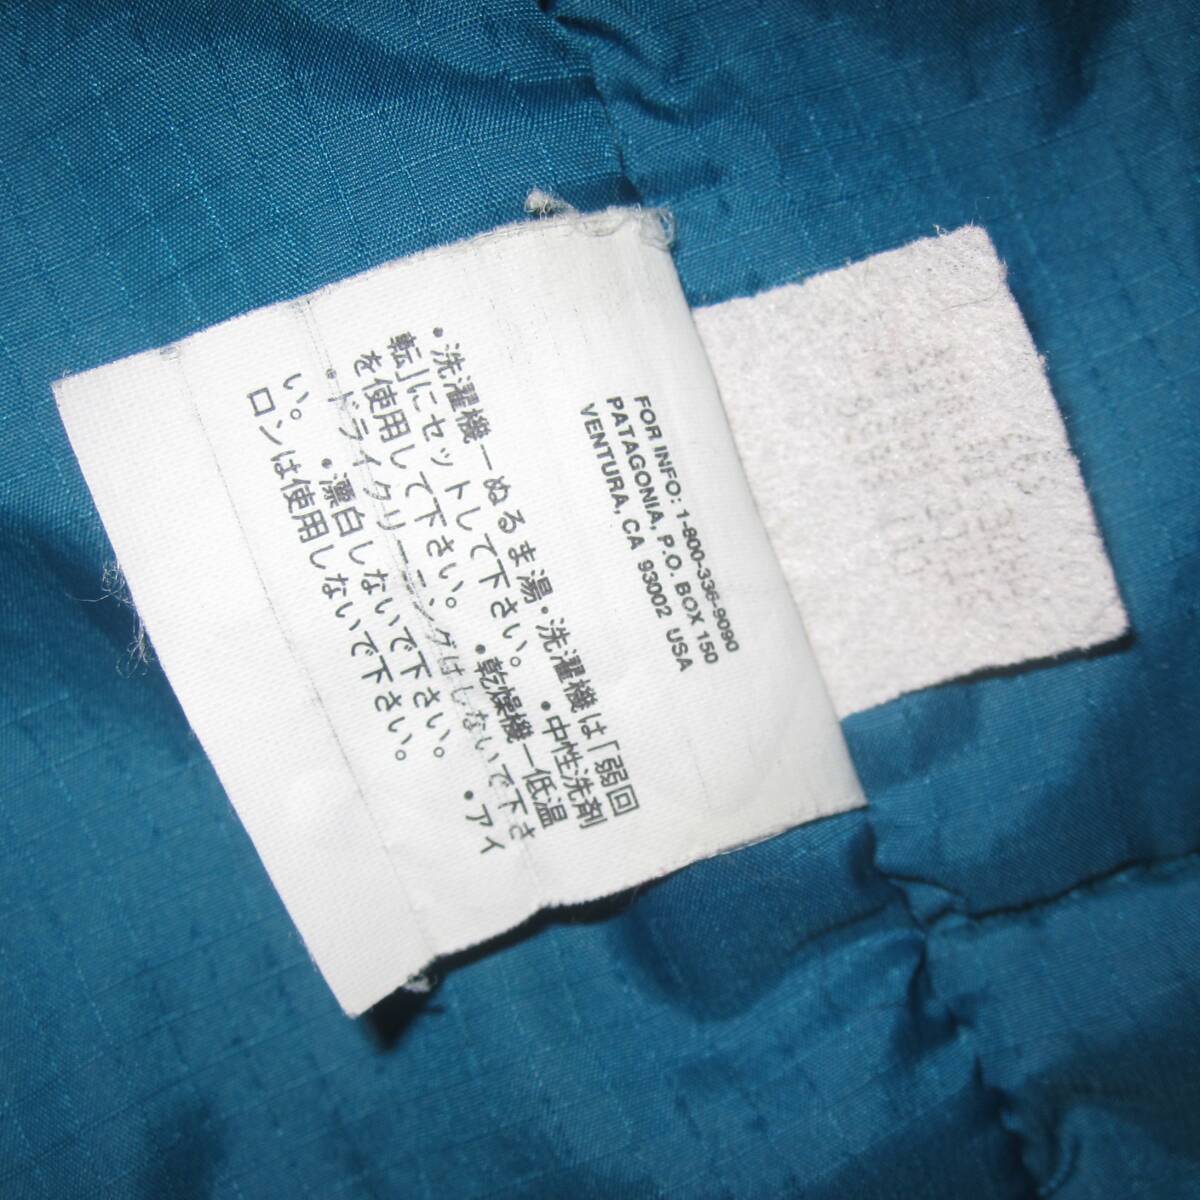 FOR INFO: 1-800-336-9090
PATAGONIA, P.O. BOX 150
VENTURA, CA 93002 USA
・洗濯機ーぬるま湯・洗濯機は「弱回
転」にセットして下さい。・中性洗剤
を使用して下さい。・乾燥機ー低温
・ドライクリーニングはしないで下さ
い。・漂白しないで下さい。・アイ
ロンは使用しないで下さい。